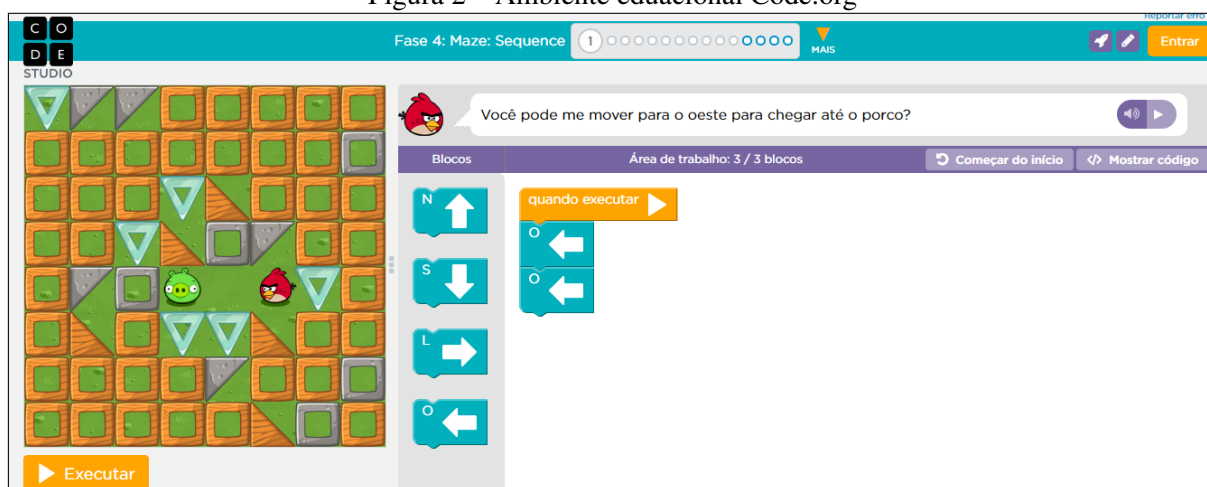 Figura 2 – Ambiente eduacional Code.org
Reportar erro
C O
D E
STUDIO
Fase 4: Maze: Sequence
1
MAIS
Entrar
Você pode me mover para o oeste para chegar até o porco?
Blocos
Área de trabalho: 3 / 3 blocos
Começar do início
</> Mostrar código
N
S
L
O
quando executar
O
O
Executar